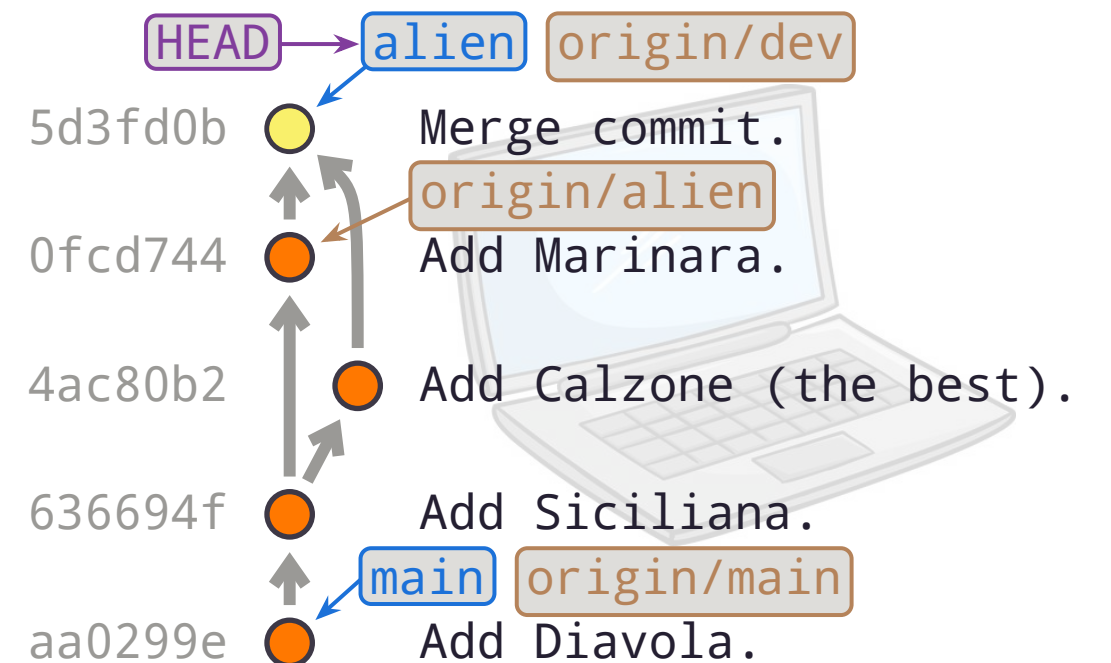 HEAD alien origin/dev
5d3fd0b Merge commit.
origin/alien
0fcd744 Add Marinara.
4ac80b2 Add Calzone (the best).
636694f Add Siciliana.
main origin/main
aa0299e Add Diavola.